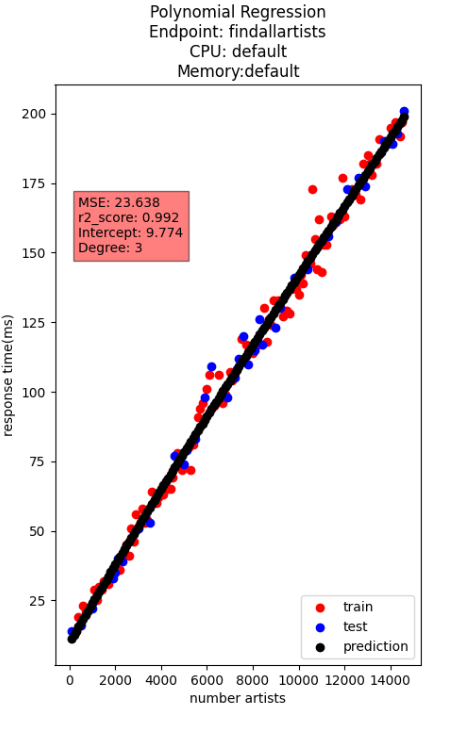 Polynomial Regression
Endpoint: findallartists
CPU: default
Memory:default
200
175
150
125
100
75
50
25
response time(ms)
MSE: 23.638
r2_score: 0.992
Intercept: 9.774
Degree: 3
train
test
prediction
0 2000 4000 6000 8000 10000 12000 14000
number artists